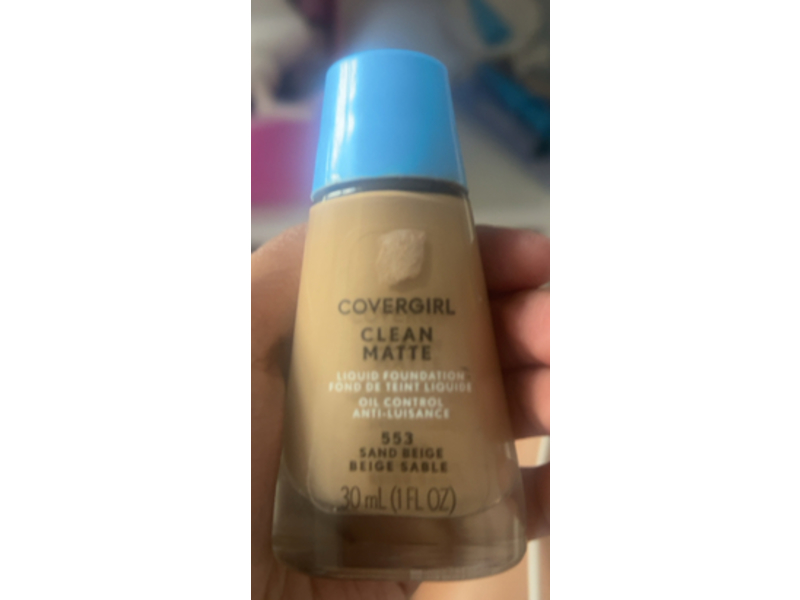 COVERGIRL
CLEAN
MATTE
LIQUID FOUNDATION
FOND DE TEINT LIQUIDE
OIL CONTROL
ANTI-LUISANCE
553
SAND BEIGE
BEIGE SABLE
30 mL (1 FL OZ)